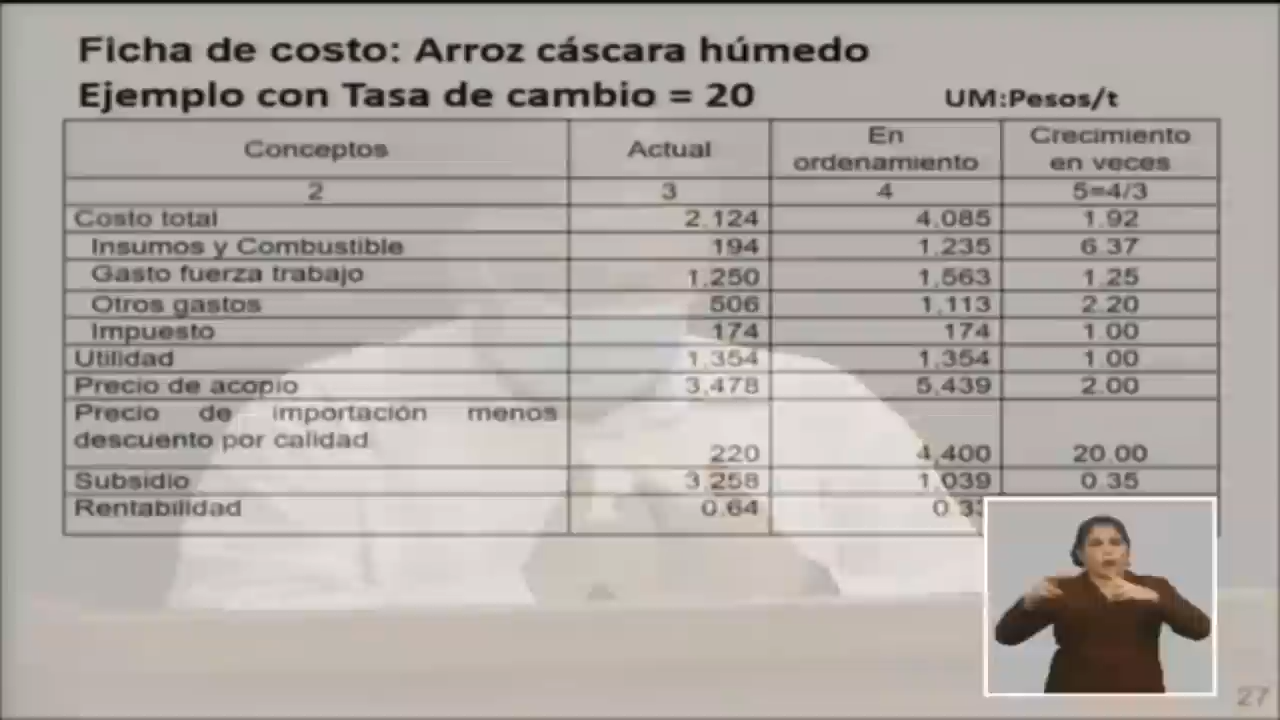 Ficha de costo: Arroz cáscara húmedo
Ejemplo con Tasa de cambio = 20 UM:Pesos/t
Conceptos Actual En ordenamiento Crecimiento en veces
2 3 4 5=4/3
Costo total 2,124 4,085 1.92
Insumos y Combustible 194 1,235 6.37
Gasto fuerza trabajo 1,250 1,563 1.25
Otros gastos 506 1,113 2.20
Impuesto 174 174 1.00
Utilidad 1,354 1,354 1.00
Precio de acopio 3,478 5,439 2.00
Precio de importación menos
descuento por calidad 220 4,400 20.00
Subsidio 3,258 1,039 0.35
Rentabilidad 0.64 0.33
27